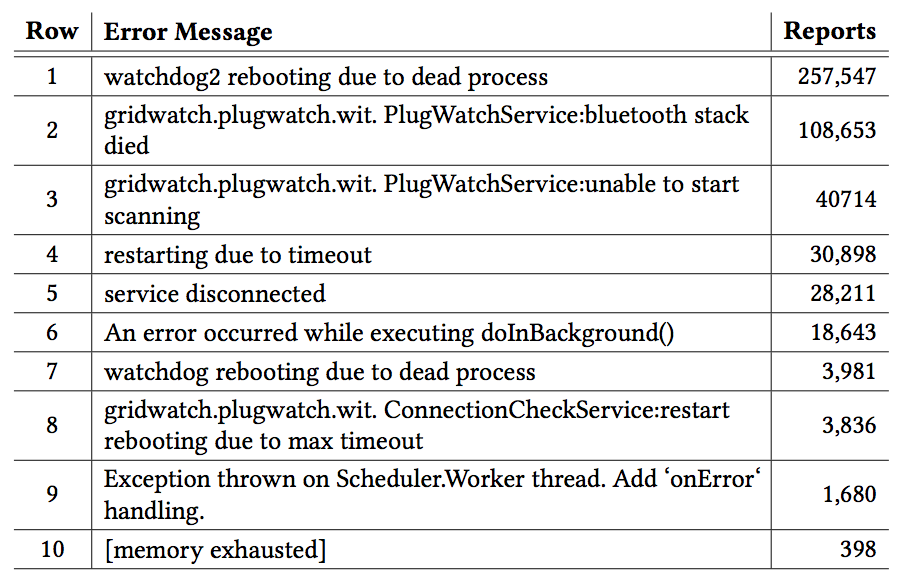 Row Error Message Reports
1 watchdog2 rebooting due to dead process 257,547
2 gridwatch.plugwatch.wit. PlugWatchService:bluetooth stack
died 108,653
3 gridwatch.plugwatch.wit. PlugWatchService:unable to start
scanning 40714
4 restarting due to timeout 30,898
5 service disconnected 28,211
6 An error occurred while executing doInBackground() 18,643
7 watchdog rebooting due to dead process 3,981
8 gridwatch.plugwatch.wit. ConnectionCheckService:restart
rebooting due to max timeout 3,836
9 Exception thrown on Scheduler.Worker thread. Add ‘onError‘
handling. 1,680
10 [memory exhausted] 398